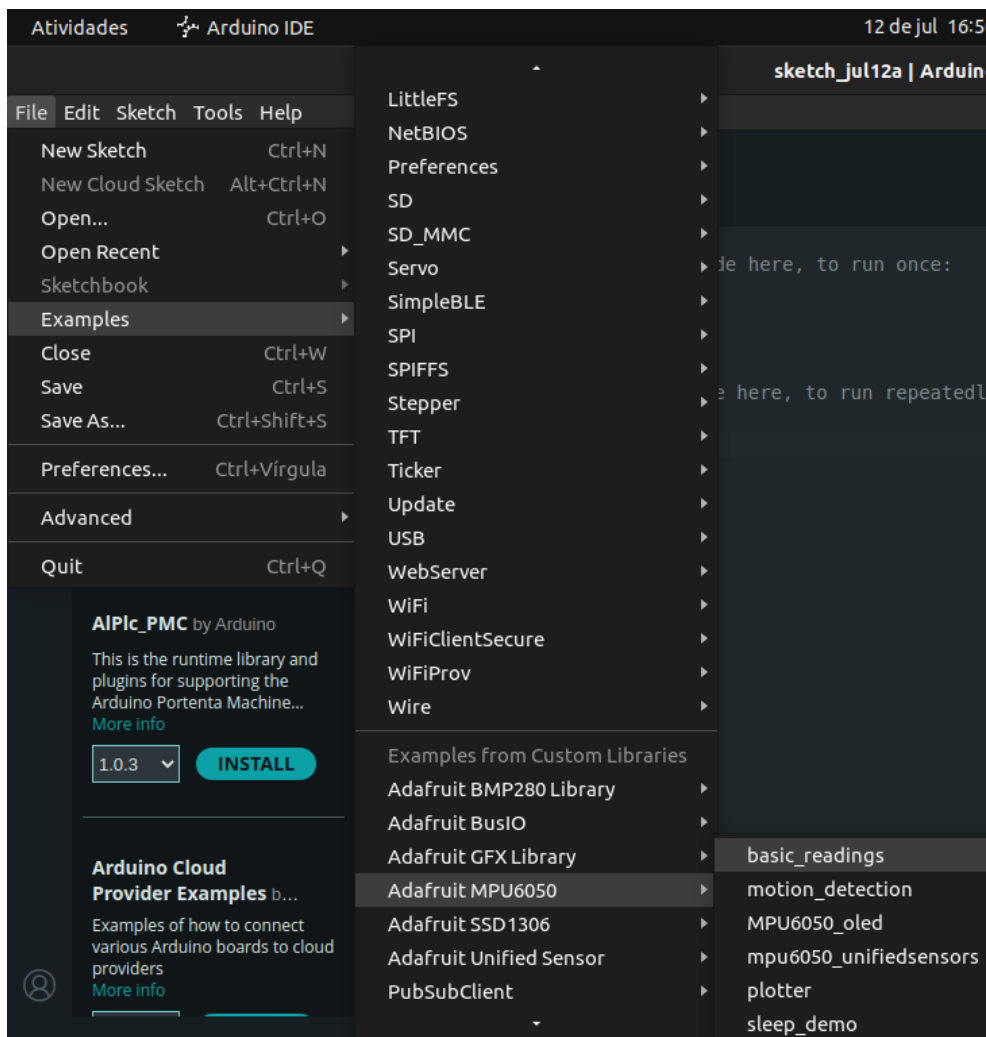 Atividades
Arduino IDE
12 de jul 16:5
sketch_jul12a | Arduin
File Edit Sketch Tools Help
New Sketch Ctrl+N
New Cloud Sketch Alt+Ctrl+N
Open... Ctrl+O
Open Recent
Sketchbook
Examples
Close Ctrl+W
Save Ctrl+S
Save As... Ctrl+Shift+S
Preferences... Ctrl+Vírgula
Advanced
Quit Ctrl+Q
LittleFS
NetBIOS
Preferences
SD
SD_MMC
Servo
SimpleBLE
SPI
SPIFFS
Stepper
TFT
Ticker
Update
USB
WebServer
WiFi
WiFiClientSecure
WiFiProv
Wire
Examples from Custom Libraries
Adafruit BMP280 Library
Adafruit BusIO
Adafruit GFX Library
Adafruit MPU6050
Adafruit SSD1306
Adafruit Unified Sensor
PubSubClient
basic_readings
motion_detection
MPU6050_oled
mpu6050_unifiedsensors
plotter
sleep_demo
de here, to run once:
e here, to run repeatedl
AlPlc_PMC by Arduino
This is the runtime library and
plugins for supporting the
Arduino Portenta Machine...
More info
1.0.3
INSTALL
Arduino Cloud
Provider Examples b...
Examples of how to connect
various Arduino boards to cloud
providers
More info